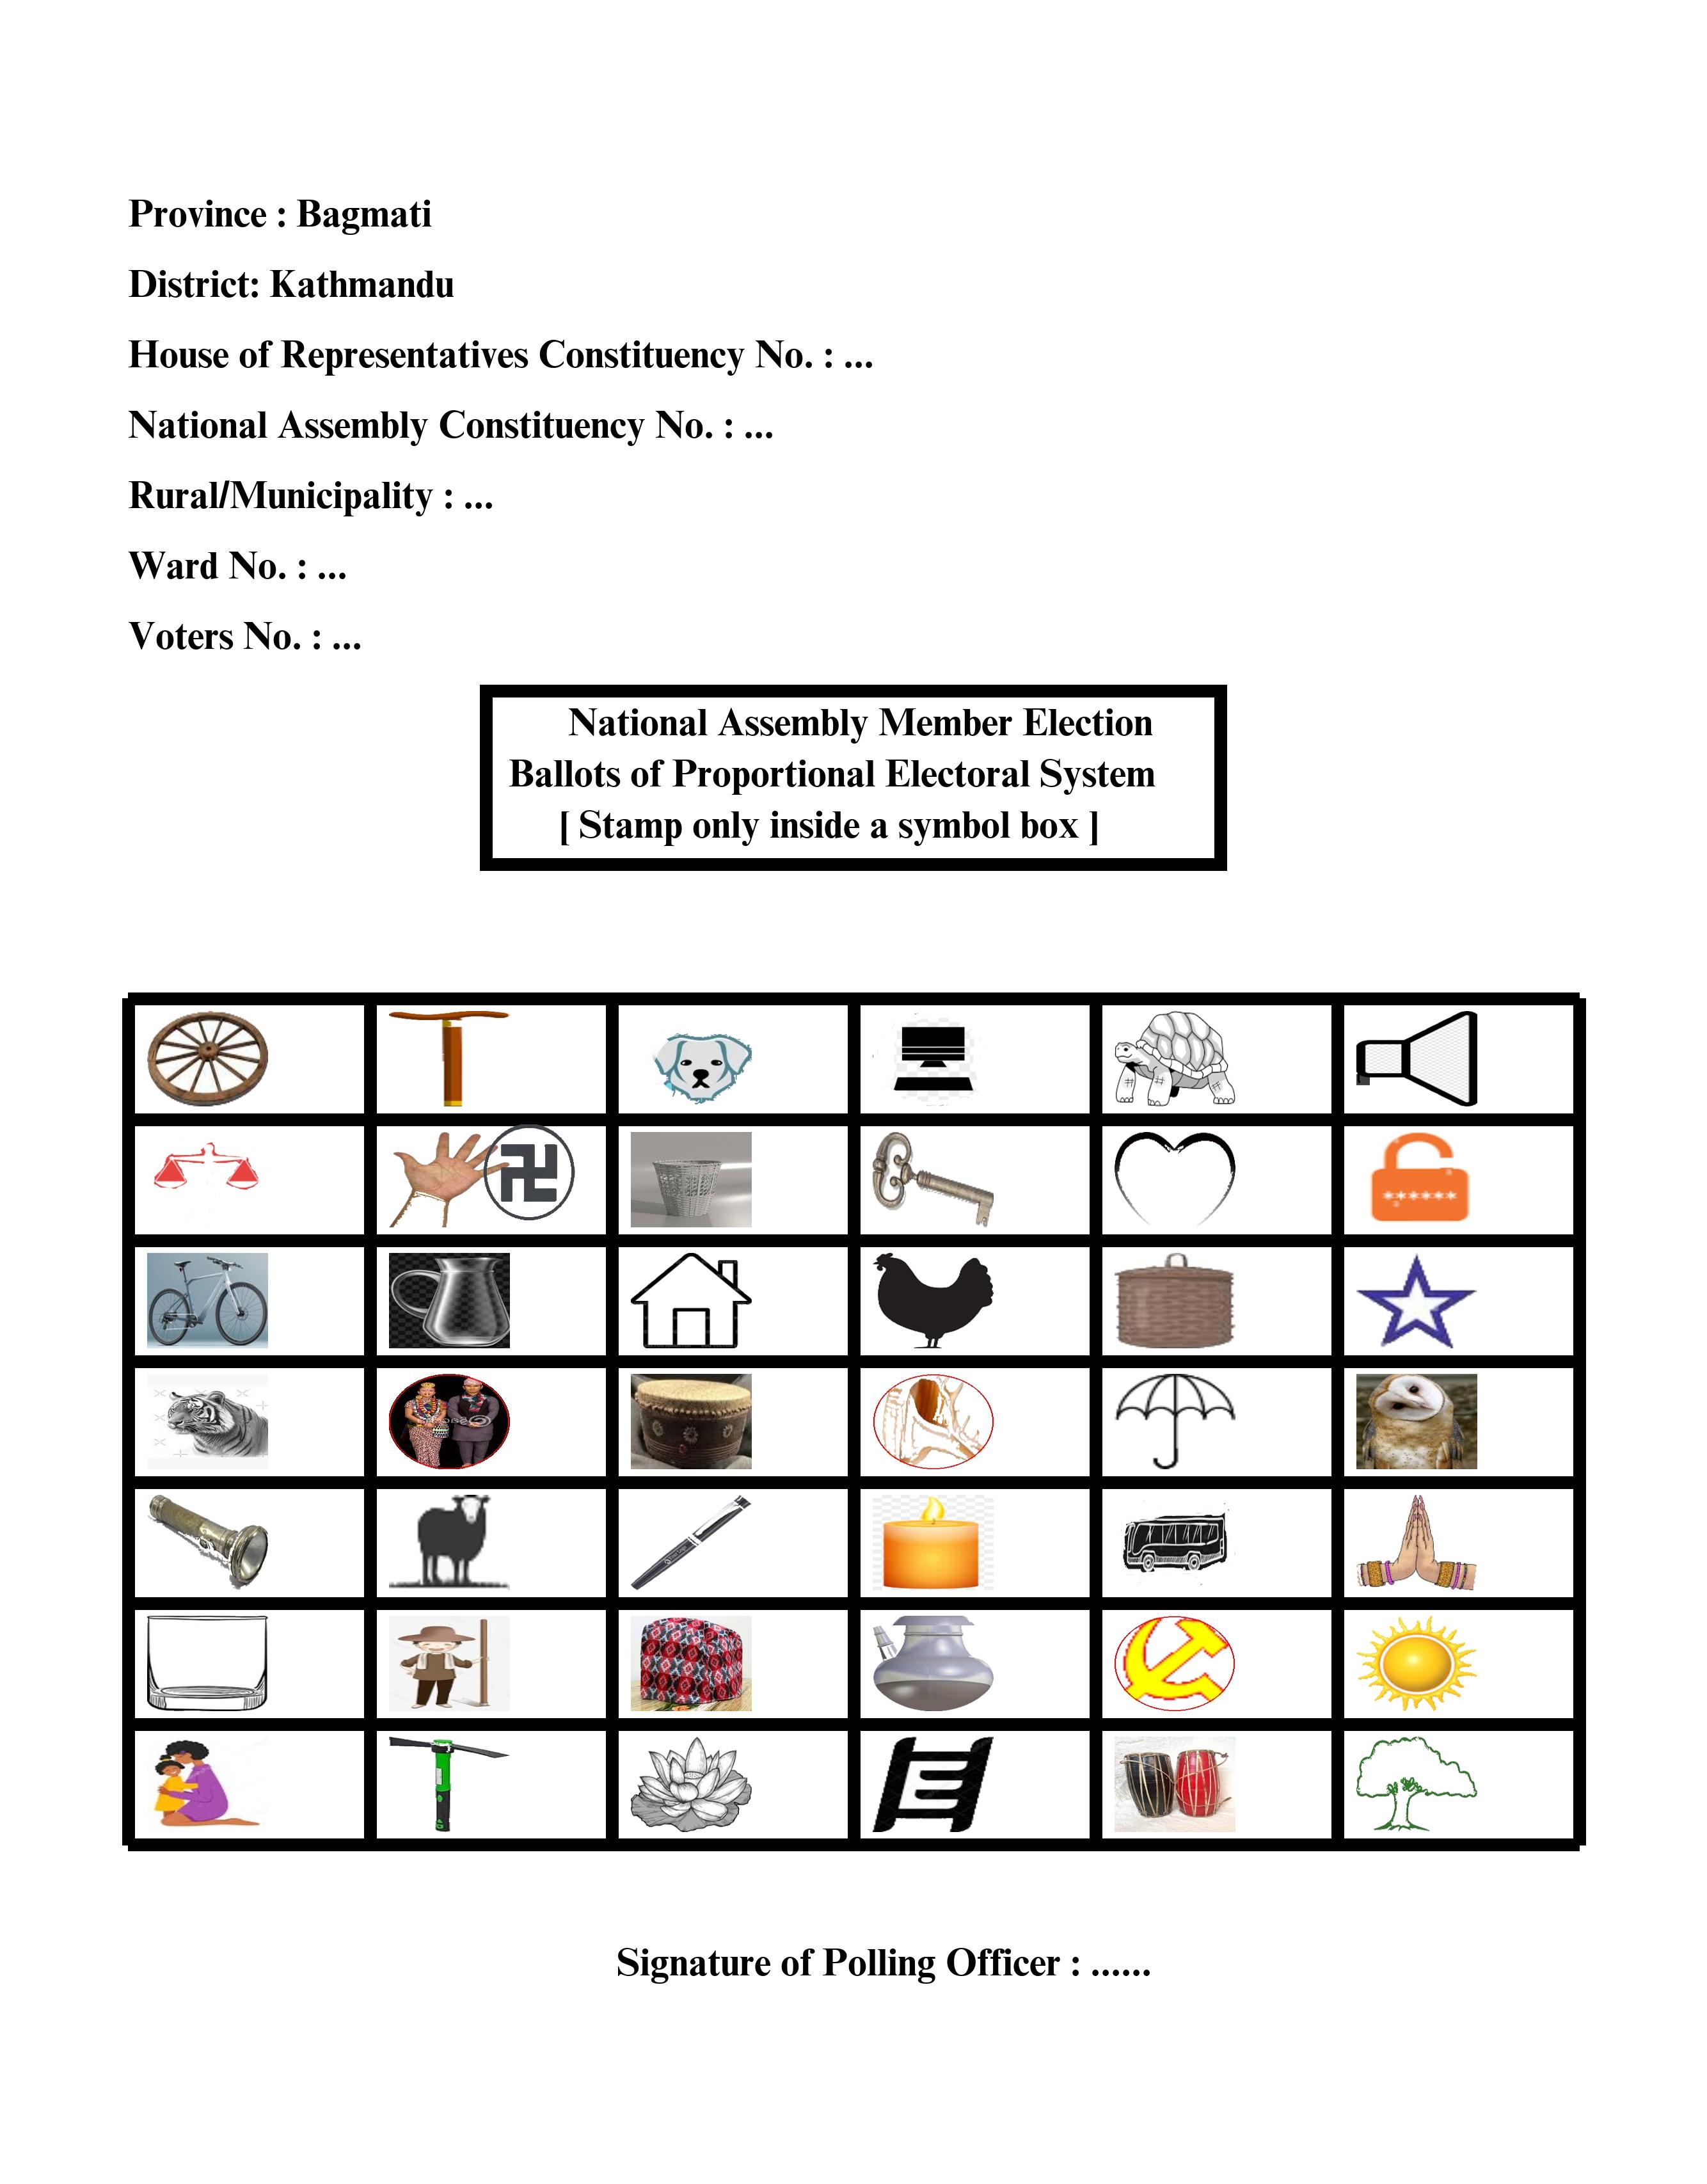 Province : Bagmati
District: Kathmandu
House of Representatives Constituency No. : ...
National Assembly Constituency No. : ...
Rural/Municipality : ...
Ward No. : ...
Voters No. : ...
National Assembly Member Election
Ballots of Proportional Electoral System
[ Stamp only inside a symbol box ]
******
Signature of Polling Officer : ......